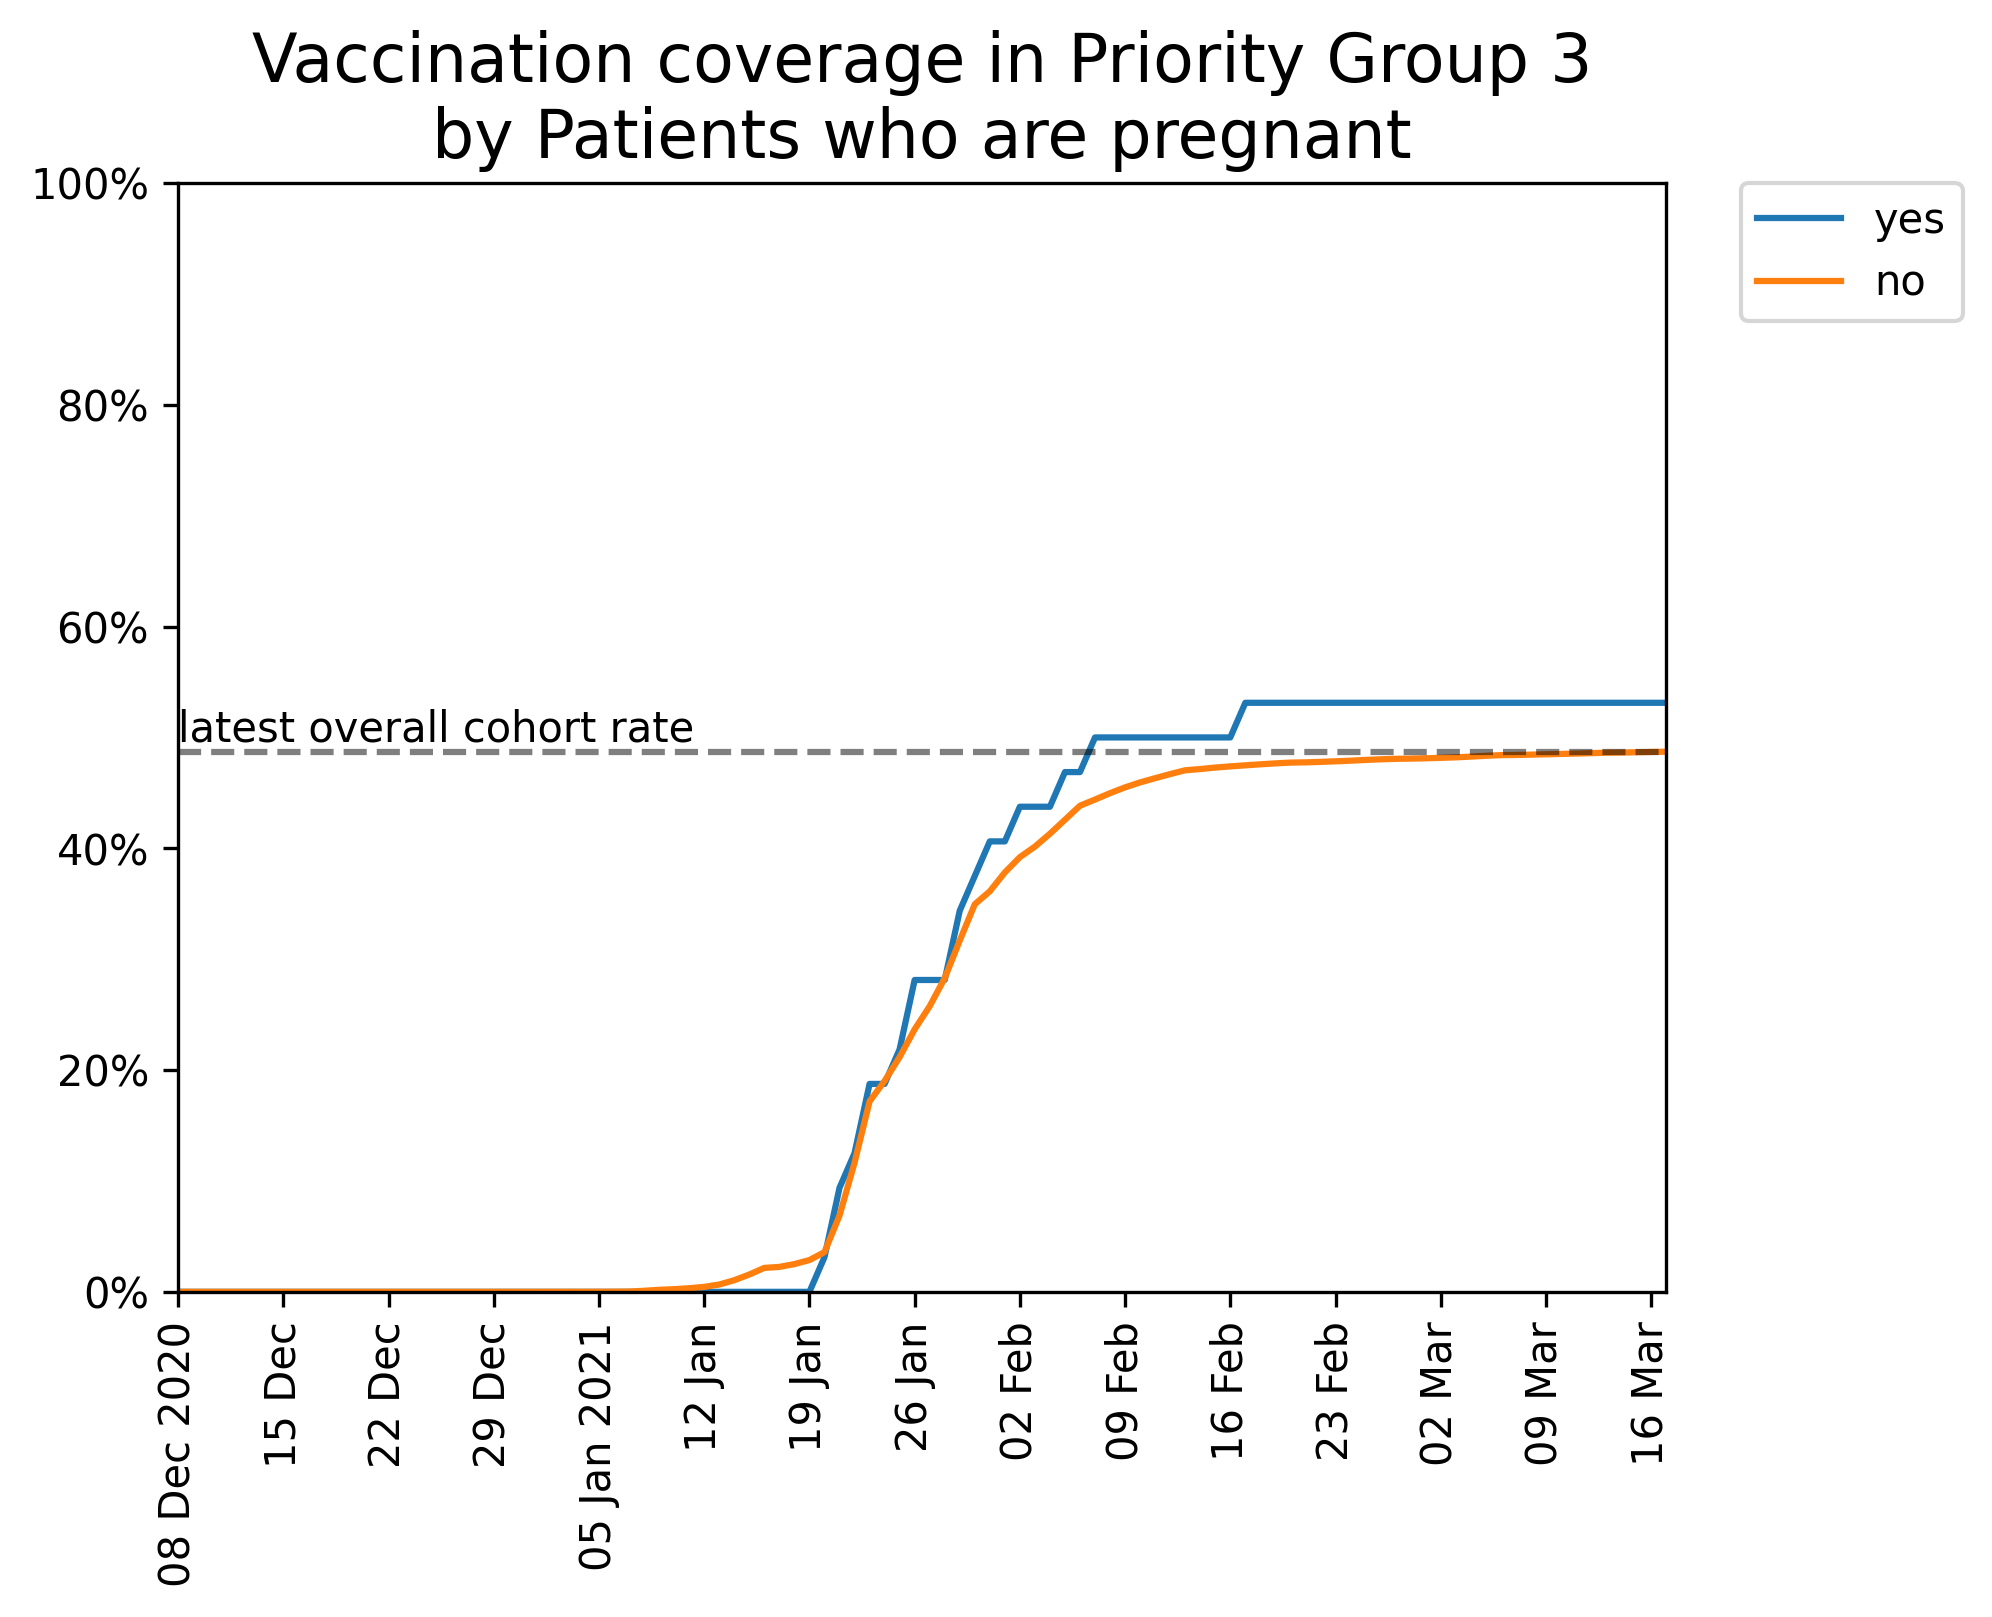 Vaccination coverage in Priority Group 3
by Patients who are pregnant
100%
80%
60%
40%
20%
0%
latest overall cohort rate
yes
no
08 Dec 2020
15 Dec
22 Dec
29 Dec
05 Jan 2021
12 Jan
19 Jan
26 Jan
02 Feb
09 Feb
16 Feb
23 Feb
02 Mar
09 Mar
16 Mar